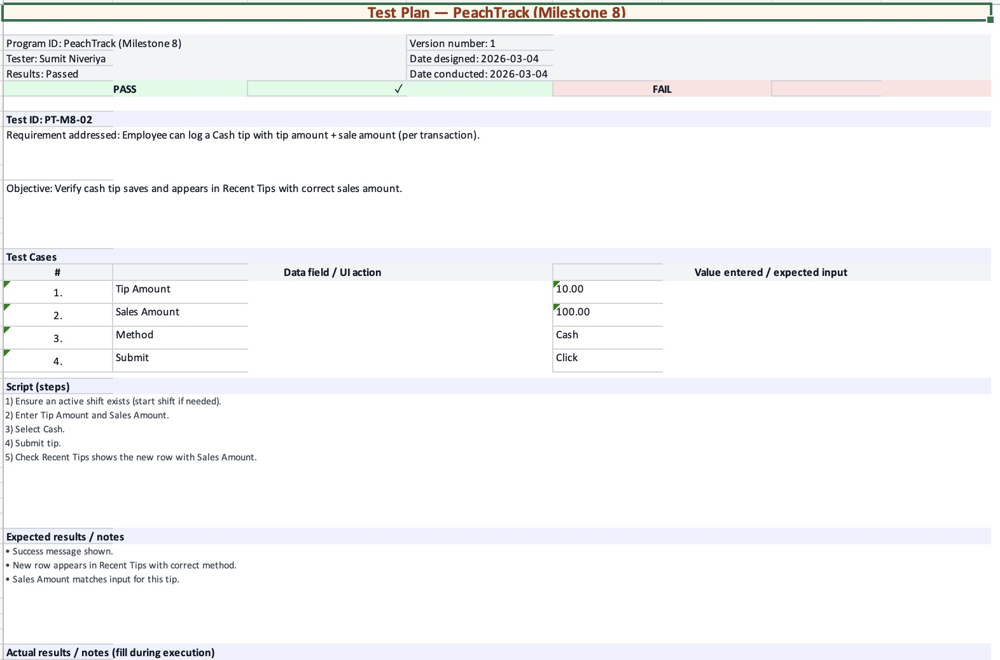 Test Plan — PeachTrack (Milestone 8)
Program ID: PeachTrack (Milestone 8)
Version number: 1
Tester: Sumit Niveriya
Date designed: 2026-03-04
Results: Passed
Date conducted: 2026-03-04
PASS ✓ FAIL
Test ID: PT-M8-02
Requirement addressed: Employee can log a Cash tip with tip amount + sale amount (per transaction).
Objective: Verify cash tip saves and appears in Recent Tips with correct sales amount.
Test Cases
# Data field / UI action Value entered / expected input
1. Tip Amount 10.00
2. Sales Amount 100.00
3. Method Cash
4. Submit Click
Script (steps)
1) Ensure an active shift exists (start shift if needed).
2) Enter Tip Amount and Sales Amount.
3) Select Cash.
4) Submit tip.
5) Check Recent Tips shows the new row with Sales Amount.
Expected results / notes
• Success message shown.
• New row appears in Recent Tips with correct method.
• Sales Amount matches input for this tip.
Actual results / notes (fill during execution)